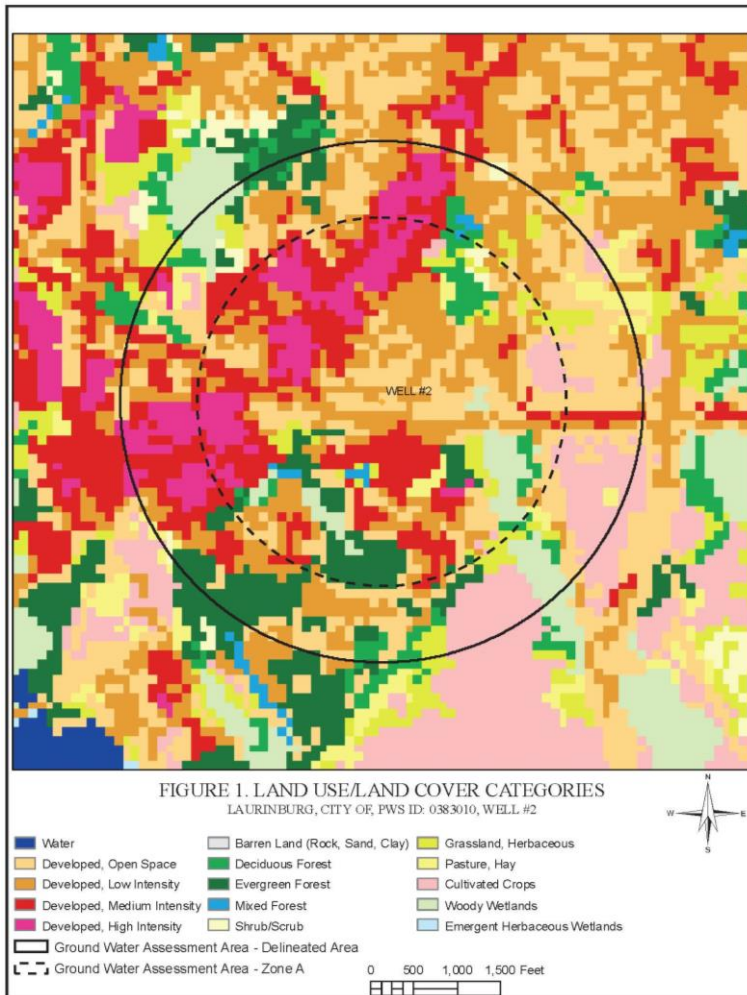 WELL #2
FIGURE 1. LAND USE/LAND COVER CATEGORIES
LAURINBURG, CITY OF, PWS ID: 0383010, WELL #2
N
W E
S
Water
Developed, Open Space
Developed, Low Intensity
Developed, Medium Intensity
Developed, High Intensity
Barren Land (Rock, Sand, Clay)
Deciduous Forest
Evergreen Forest
Mixed Forest
Shrub/Scrub
Grassland, Herbaceous
Pasture, Hay
Cultivated Crops
Woody Wetlands
Emergent Herbaceous Wetlands
Ground Water Assessment Area - Delineated Area
Ground Water Assessment Area - Zone A
0 500 1,000 1,500 Feet